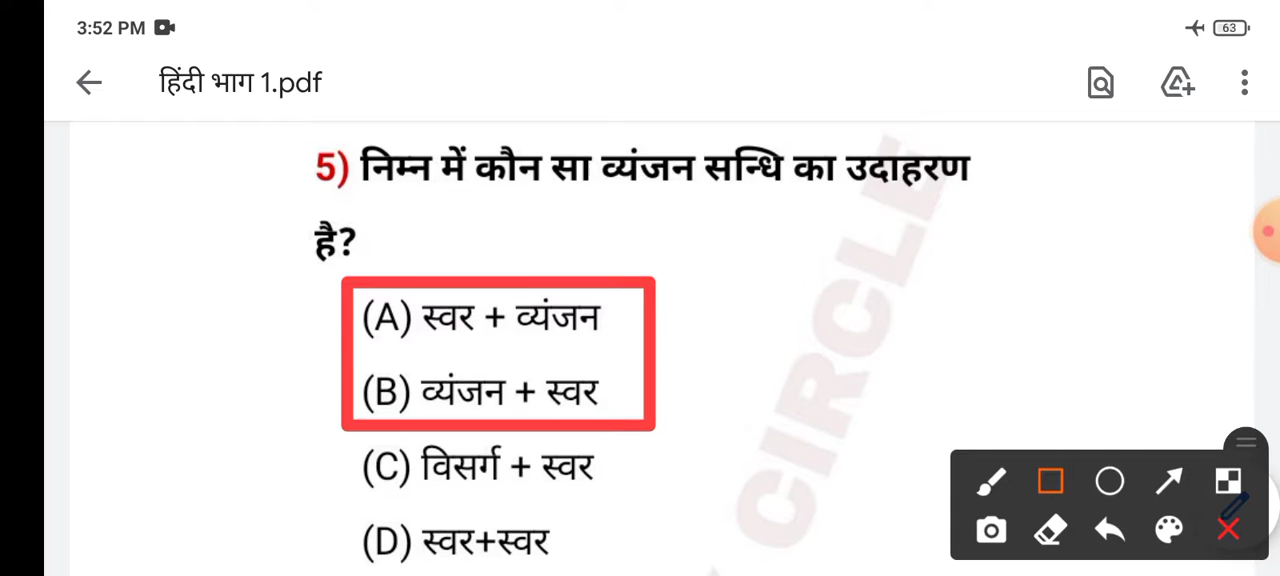 3:52 PM 63
हिंदी भाग 1.pdf
5) निम्न में कौन सा व्यंजन सन्धि का उदाहरण
है?
(A) स्वर + व्यंजन
(B) व्यंजन + स्वर
(C) विसर्ग + स्वर
(D) स्वर+स्वर
CIRCLE